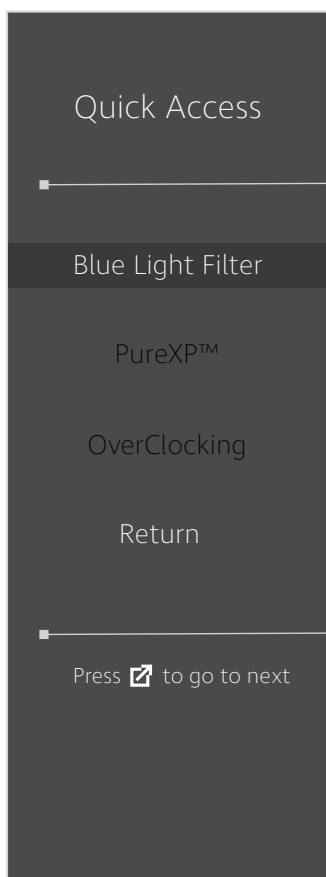 Quick Access
Blue Light Filter
PureXP™
OverClocking
Return
Press to go to next